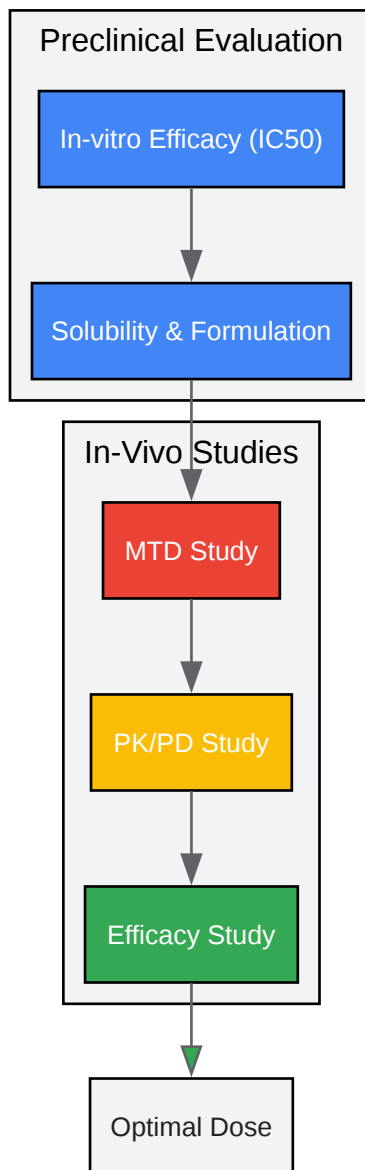 Preclinical Evaluation
In-vitro Efficacy (IC50)
Solubility & Formulation
In-Vivo Studies
MTD Study
PK/PD Study
Efficacy Study
Optimal Dose